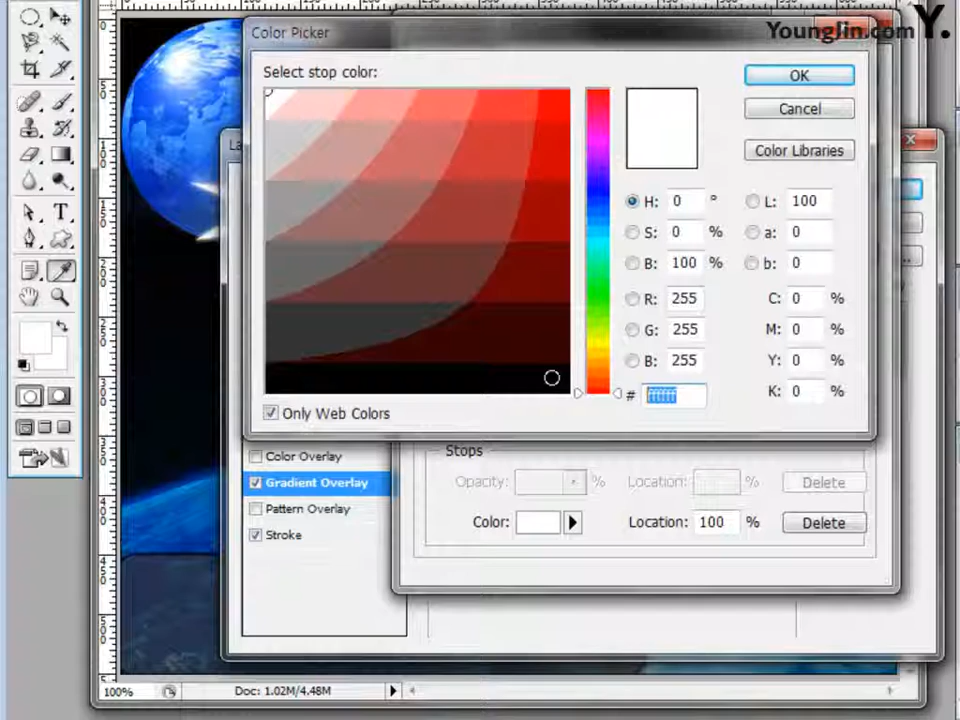 Color Picker
Younglin.com Y.
Select stop color:
OK
Cancel
Color Libraries
H: 0 °
L: 100
S: 0 %
a: 0
B: 100 %
b: 0
R: 255
C: 0 %
G: 255
M: 0 %
B: 255
Y: 0 %
# ffffff
K: 0 %
Only Web Colors
La
Color Overlay
Gradient Overlay
Pattern Overlay
Stroke
Stops
Opacity: %
Location: %
Delete
Color:
Location: 100 %
Delete
100%
Doc: 1.02M/4.48M